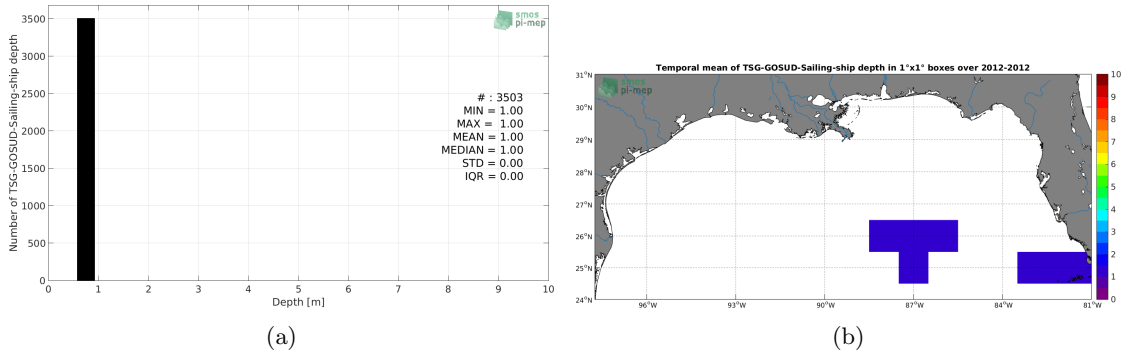 smos
pi-mep
3500
3000
2500
2000
1500
1000
500
0
Number of TSG-GOSUD-Sailing-ship depth
# : 3503
MIN = 1.00
MAX = 1.00
MEAN = 1.00
MEDIAN = 1.00
STD = 0.00
IQR = 0.00
0 1 2 3 4 5 6 7 8 9 10
Depth [m]
(a)
Temporal mean of TSG-GOSUD-Sailing-ship depth in 1°x1° boxes over 2012-2012
smos
pi-mep
31°N
30°N
29°N
28°N
27°N
26°N
25°N
24°N
96°W 93°W 90°W 87°W 84°W 81°W
10
9
8
7
6
5
4
3
2
1
0
(b)